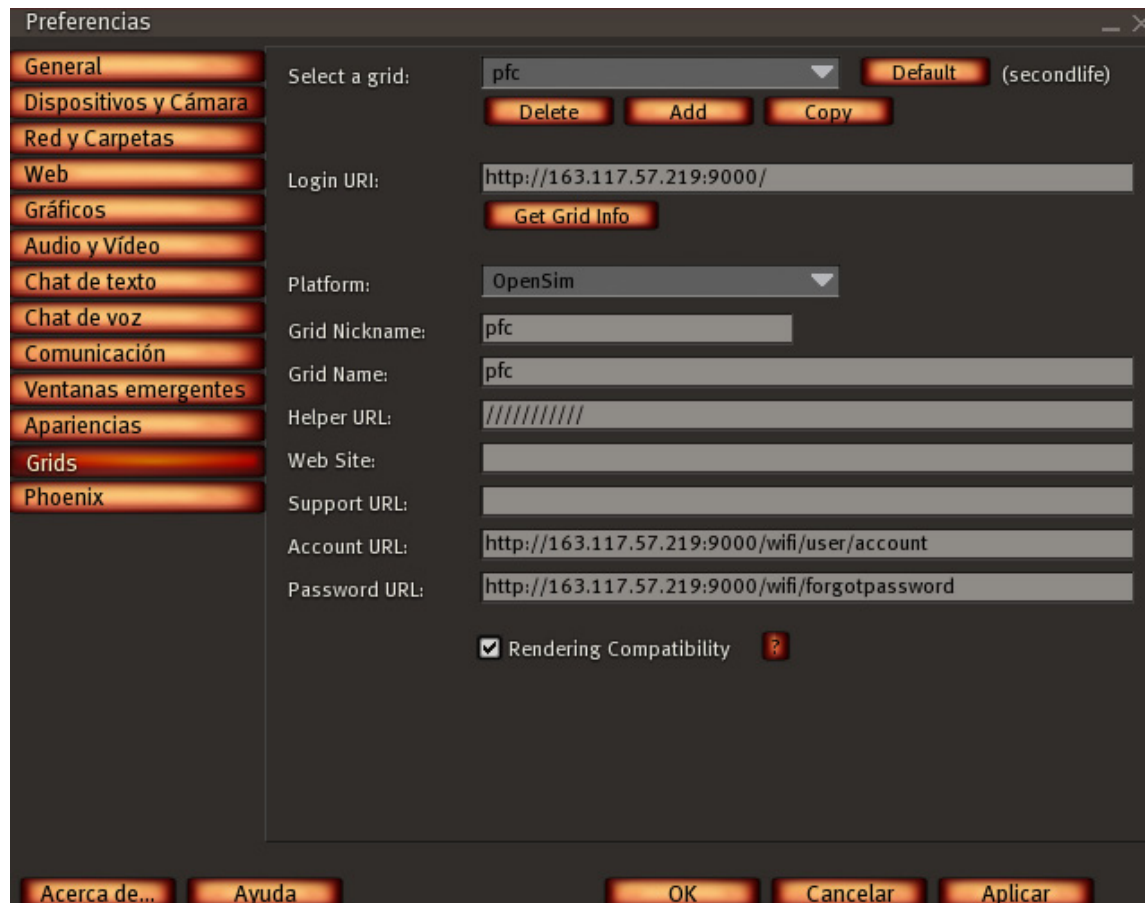 Preferencias
General
Dispositivos y Cámara
Red y Carpetas
Web
Gráficos
Audio y Vídeo
Chat de texto
Chat de voz
Comunicación
Ventanas emergentes
Apariencias
Grids
Phoenix
Select a grid: pfc Default (secondlife)
Delete Add Copy
Login URI: http://163.117.57.219:9000/
Get Grid Info
Platform: OpenSim
Grid Nickname: pfc
Grid Name: pfc
Helper URL: ///////////
Web Site:
Support URL:
Account URL: http://163.117.57.219:9000/wifi/user/account
Password URL: http://163.117.57.219:9000/wifi/forgotpassword
Rendering Compatibility ?
Acerca de... Ayuda OK Cancelar Aplicar